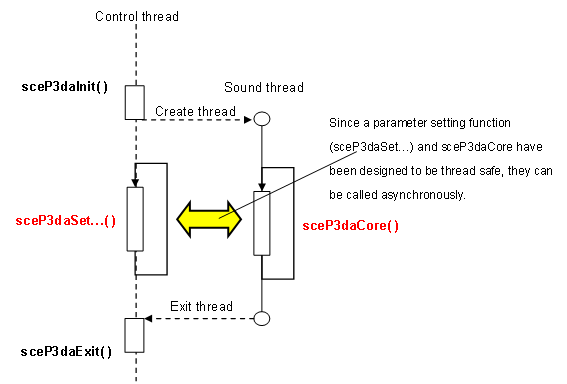 Control thread
sceP3daInit( )
Sound thread
Create thread
Since a parameter setting function
(sceP3daSet...) and sceP3daCore have
been designed to be thread safe, they can
be called asynchronously.
sceP3daSet...( )
sceP3daCore( )
Exit thread
sceP3daExit( )